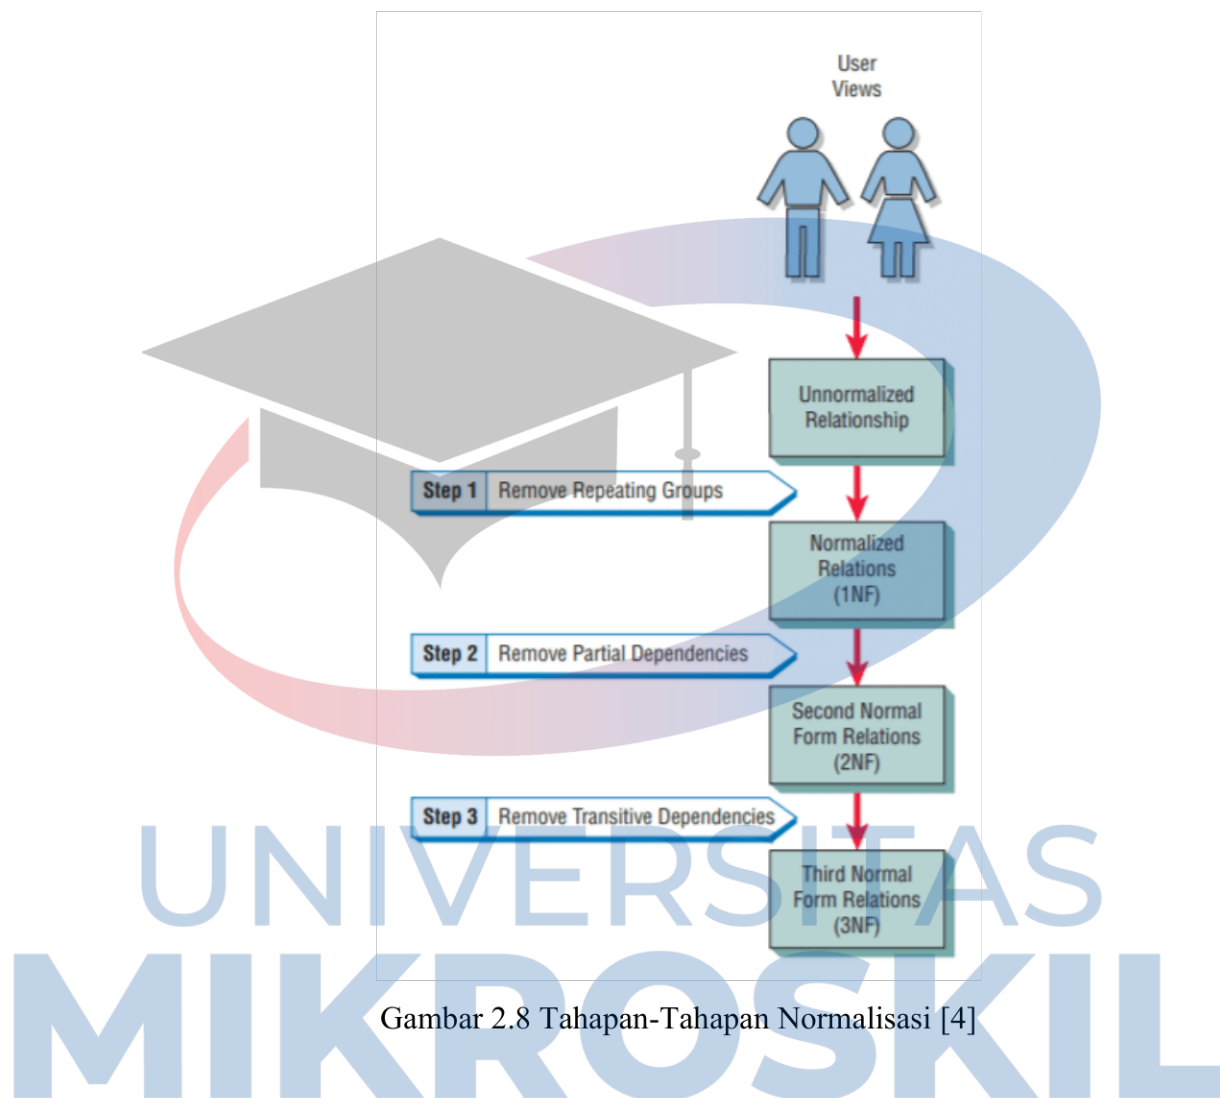 User
Views
Unnormalized
Relationship
Step 1 Remove Repeating Groups
Normalized
Relations
(1NF)
Step 2 Remove Partial Dependencies
Second Normal
Form Relations
(2NF)
Step 3 Remove Transitive Dependencies
Third Normal
Form Relations
(3NF)
UNIVERSITAS
MIKROSKIL
Gambar 2.8 Tahapan-Tahapan Normalisasi [4]